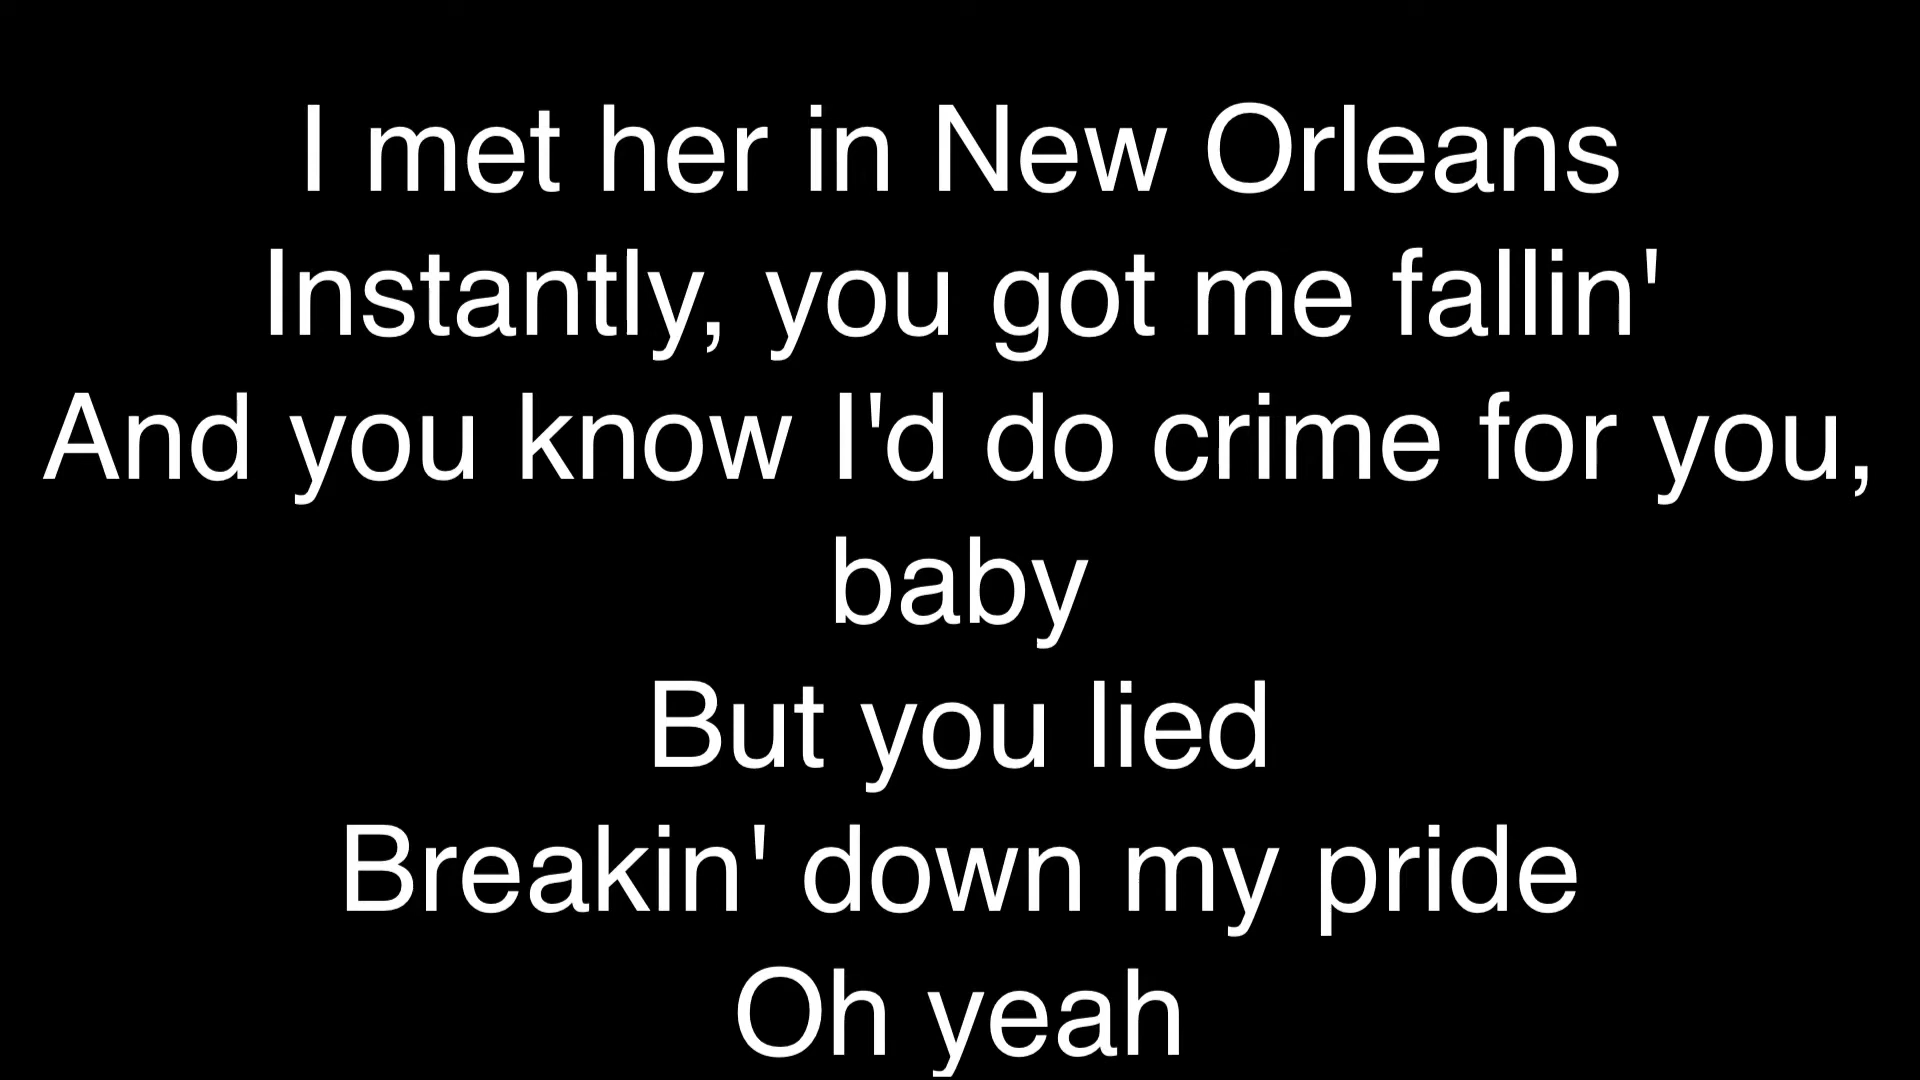 I met her in New Orleans
Instantly, you got me fallin'
And you know I'd do crime for you,
baby
But you lied
Breakin' down my pride
Oh yeah